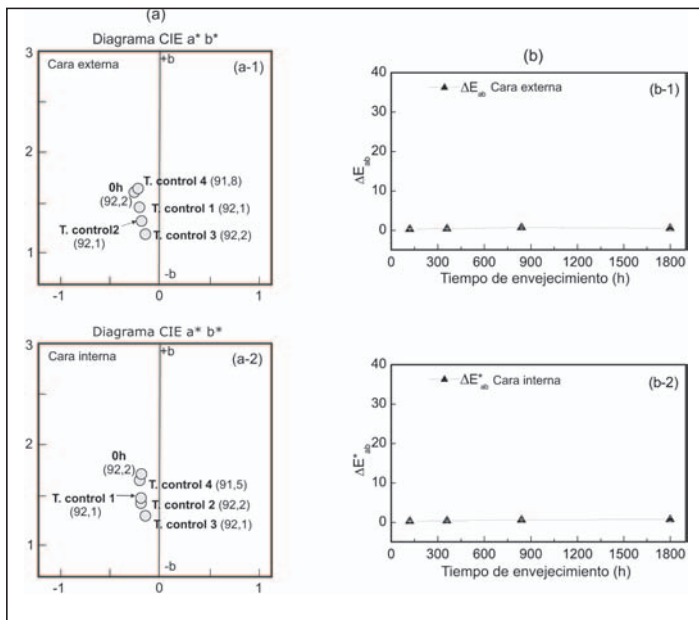 (a)
Diagrama CIE a* b*
Cara externa
(a-1)
+b
3
2
1
T. control 4 (91,8)
0h
(92,2)
T. control 1 (92,1)
T. control2
(92,1)
T. control 3 (92,2)
-b
-1
0
1
Diagrama CIE a* b*
Cara interna
(a-2)
+b
3
2
1
0h
(92,2)
T. control 4 (91,5)
T. control 1
(92,1)
T. control 2 (92,2)
T. control 3 (92,1)
-b
-1
0
1
(b)
ΔEab Cara externa
(b-1)
40
30
20
10
0
ΔEab
0 300 600 900 1200 1500 1800
Tiempo de envejecimiento (h)
ΔE*ab Cara interna
(b-2)
40
30
20
10
0
ΔE*ab
0 300 600 900 1200 1500 1800
Tiempo de envejecimiento (h)